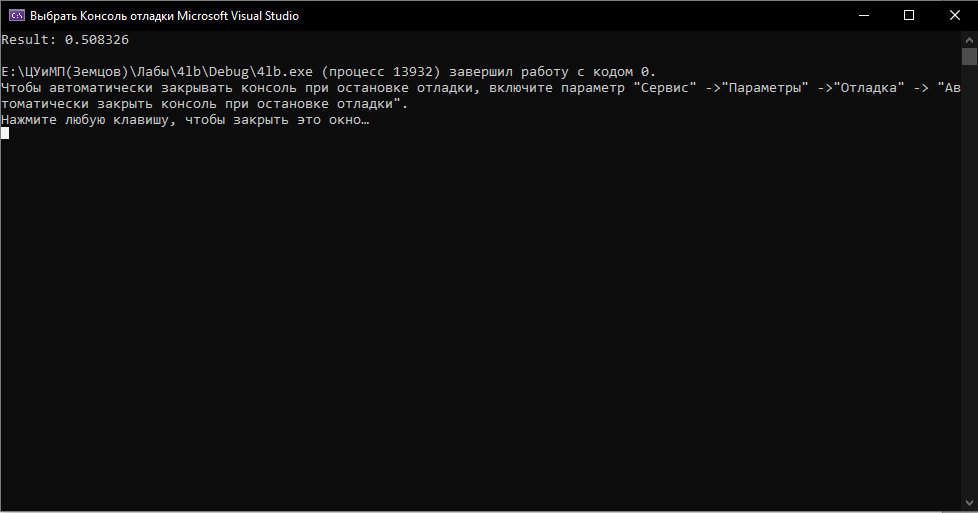 Выбрать Консоль отладки Microsoft Visual Studio
Result: 0.508326
E:\ЦУиМП(Земцов)\Лабы\4lb\Debug\4lb.exe (процесс 13932) завершил работу с кодом 0.
Чтобы автоматически закрывать консоль при остановке отладки, включите параметр "Сервис" ->"Параметры" ->"Отладка" -> "Ав
томатически закрыть консоль при остановке отладки".
Нажмите любую клавишу, чтобы закрыть это окно…